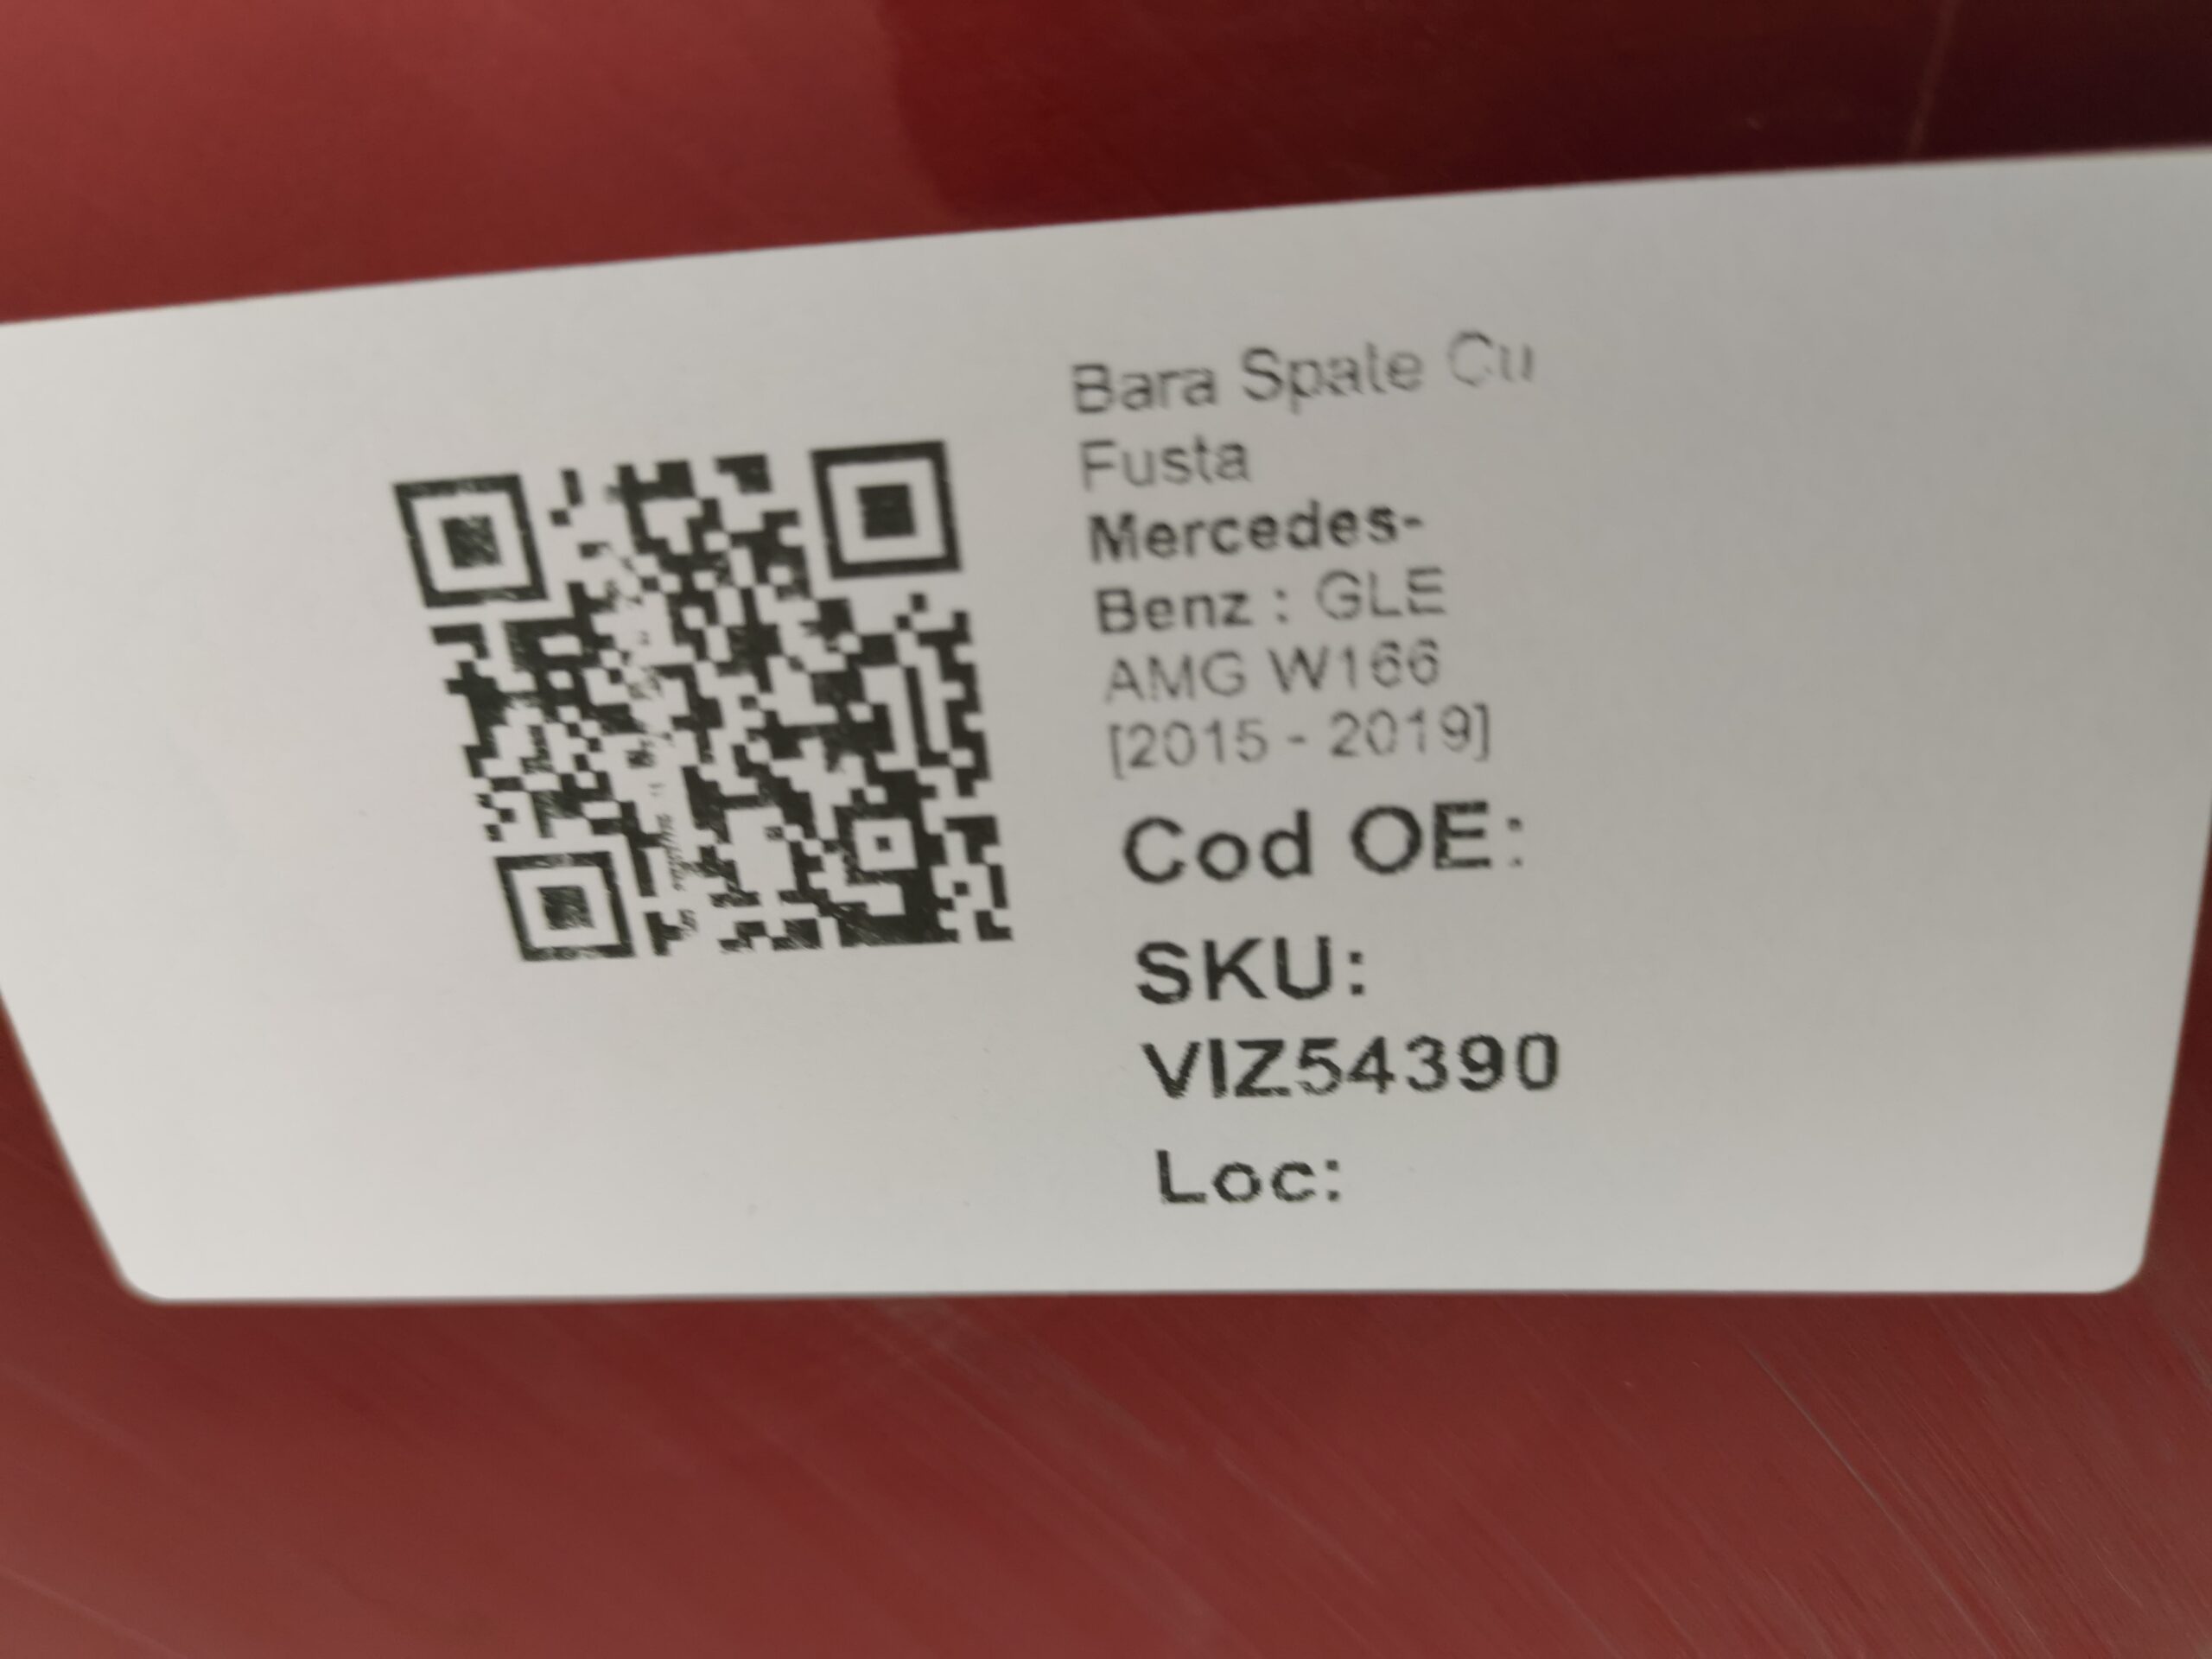 Bara Spate Cu
Fusta
Mercedes-
Benz : GLE
AMG W166
[2015 - 2019]
Cod OE:
SKU:
VIZ54390
Loc: